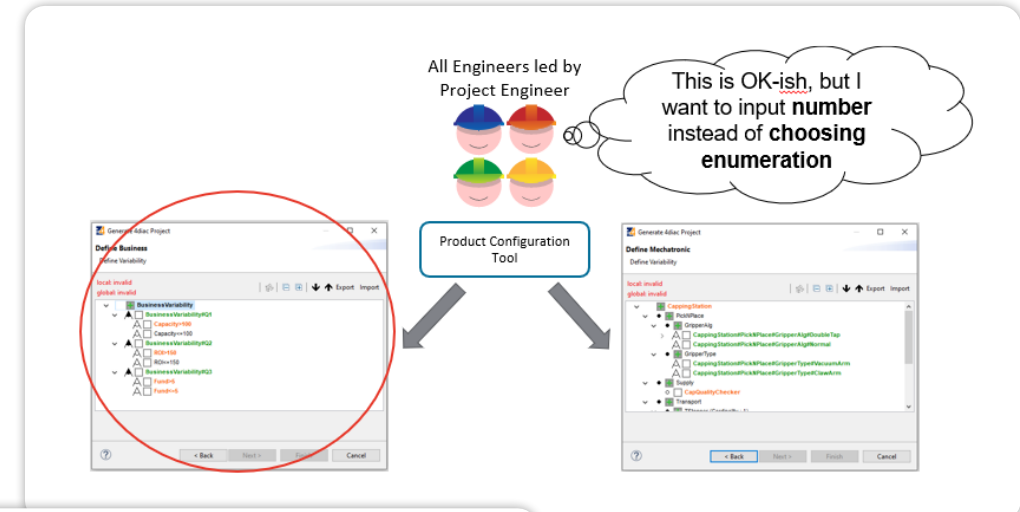 All Engineers led by
Project Engineer
This is OK-ish, but I
want to input number
instead of choosing
enumeration
Product Configuration
Tool
Generate 4diac Project
Define Business
Define Variability
local: invalid
global: invalid
Export Import
BusinessVariability
BusinessVariability#Q1
Capacity>100
Capacity<=100
BusinessVariability#Q2
ROI>150
ROI<=150
BusinessVariability#Q3
Fund>5
Fund<=5
< Back Next > Finish Cancel
Generate 4diac Project
Define Mechatronic
Define Variability
local: invalid
global: invalid
Export Import
CappingStation
PickNPlace
GripperAlg
CappingStation#PickNPlace#GripperAlg#DoubleTap
CappingStation#PickNPlace#GripperAlg#Normal
GripperType
CappingStation#PickNPlace#GripperType#VacuumArm
CappingStation#PickNPlace#GripperType#ClawArm
Supply
CapQualityChecker
Transport
< Back Next > Finish Cancel